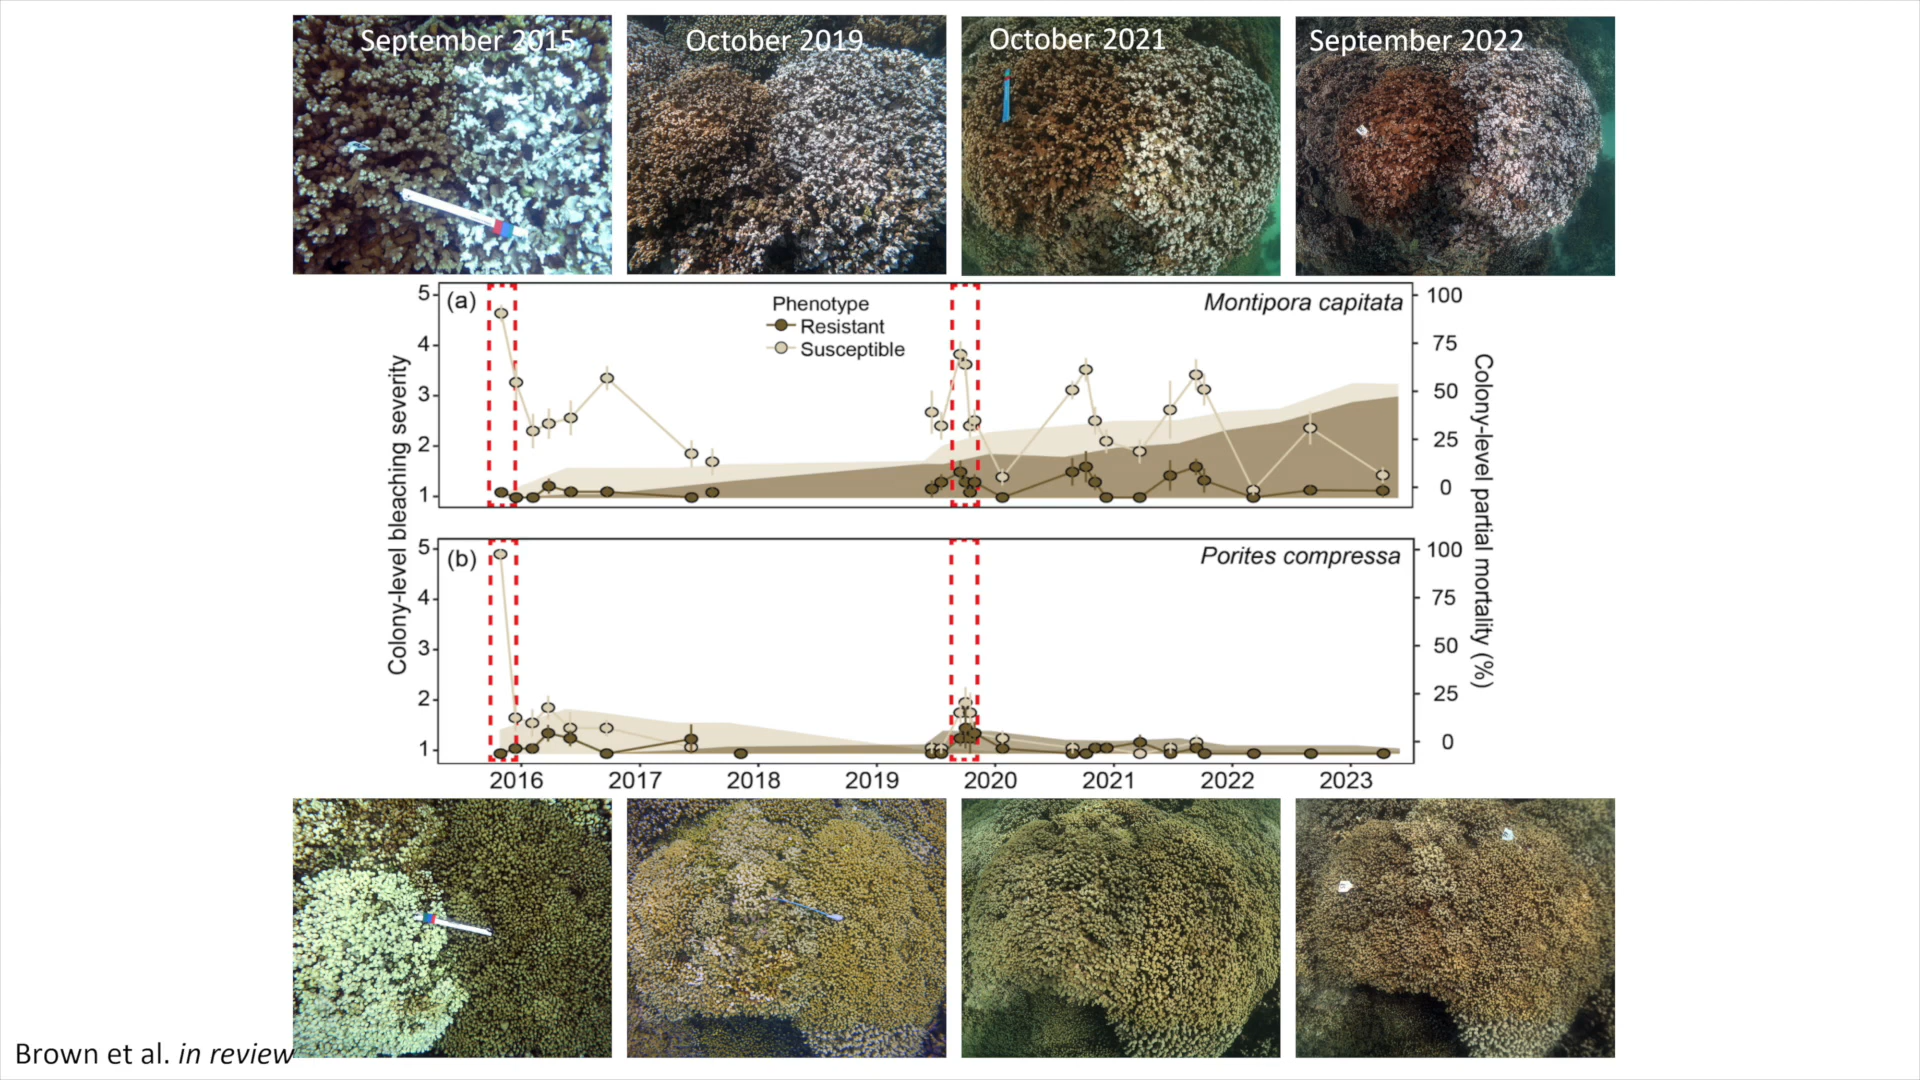 September 2015
October 2019
October 2021
September 2022
Colony-level bleaching severity
Colony-level partial mortality (%)
(a)
Phenotype
Resistant
Susceptible
Montipora capitata
5
4
3
2
1
100
75
50
25
0
(b)
Porites compressa
5
4
3
2
1
100
75
50
25
0
2016 2017 2018 2019 2020 2021 2022 2023
Brown et al. in review